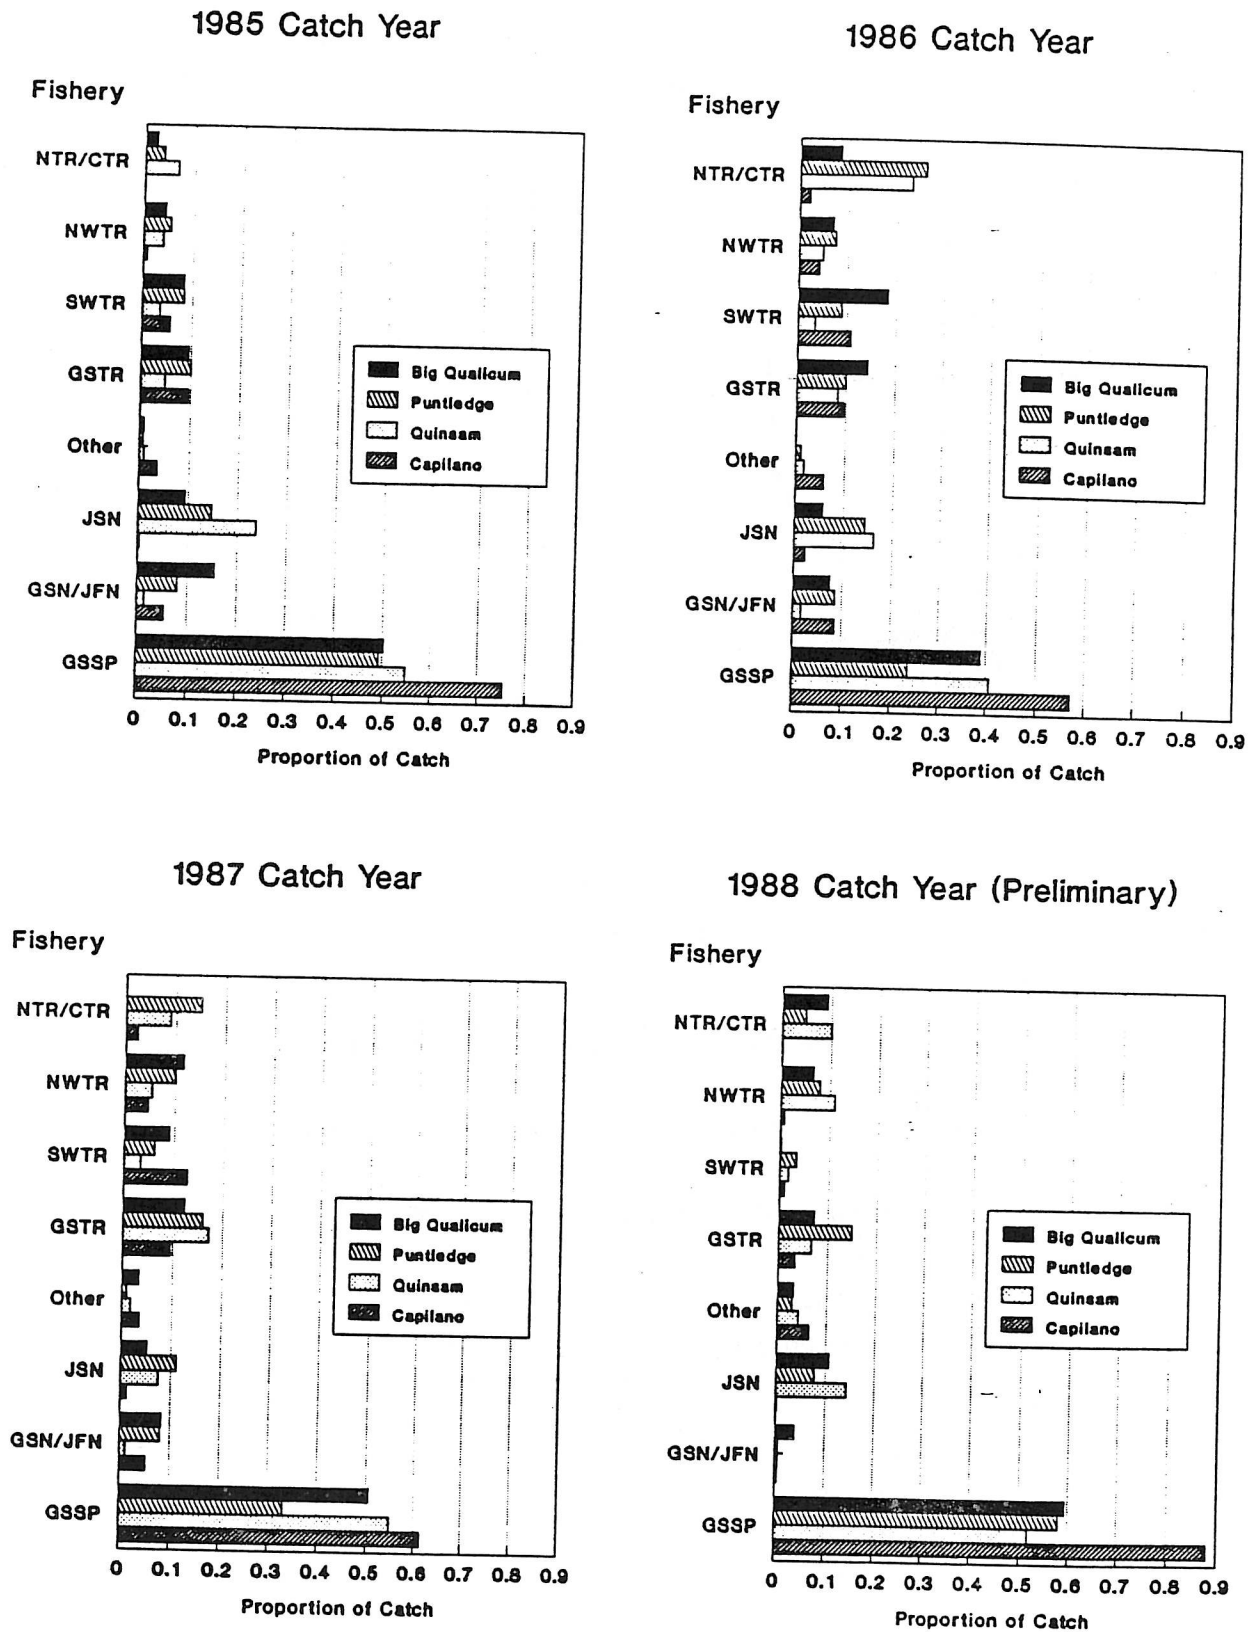 1985 Catch Year
Fishery
NTR/CTR
NWTR
SWTR
GSTR
Other
JSN
GSN/JFN
GSSP
Big Qualicum
Puntledge
Quinsam
Capilano
0 0.1 0.2 0.3 0.4 0.5 0.6 0.7 0.8 0.9
Proportion of Catch
1986 Catch Year
Fishery
NTR/CTR
NWTR
SWTR
GSTR
Other
JSN
GSN/JFN
GSSP
Big Qualicum
Puntledge
Quinsam
Capilano
0 0.1 0.2 0.3 0.4 0.5 0.6 0.7 0.8 0.9
Proportion of Catch
1987 Catch Year
Fishery
NTR/CTR
NWTR
SWTR
GSTR
Other
JSN
GSN/JFN
GSSP
Big Qualicum
Puntledge
Quinsam
Capilano
0 0.1 0.2 0.3 0.4 0.5 0.6 0.7 0.8 0.9
Proportion of Catch
1988 Catch Year (Preliminary)
Fishery
NTR/CTR
NWTR
SWTR
GSTR
Other
JSN
GSN/JFN
GSSP
Big Qualicum
Puntledge
Quinsam
Capilano
0 0.1 0.2 0.3 0.4 0.5 0.6 0.7 0.8 0.9
Proportion of Catch